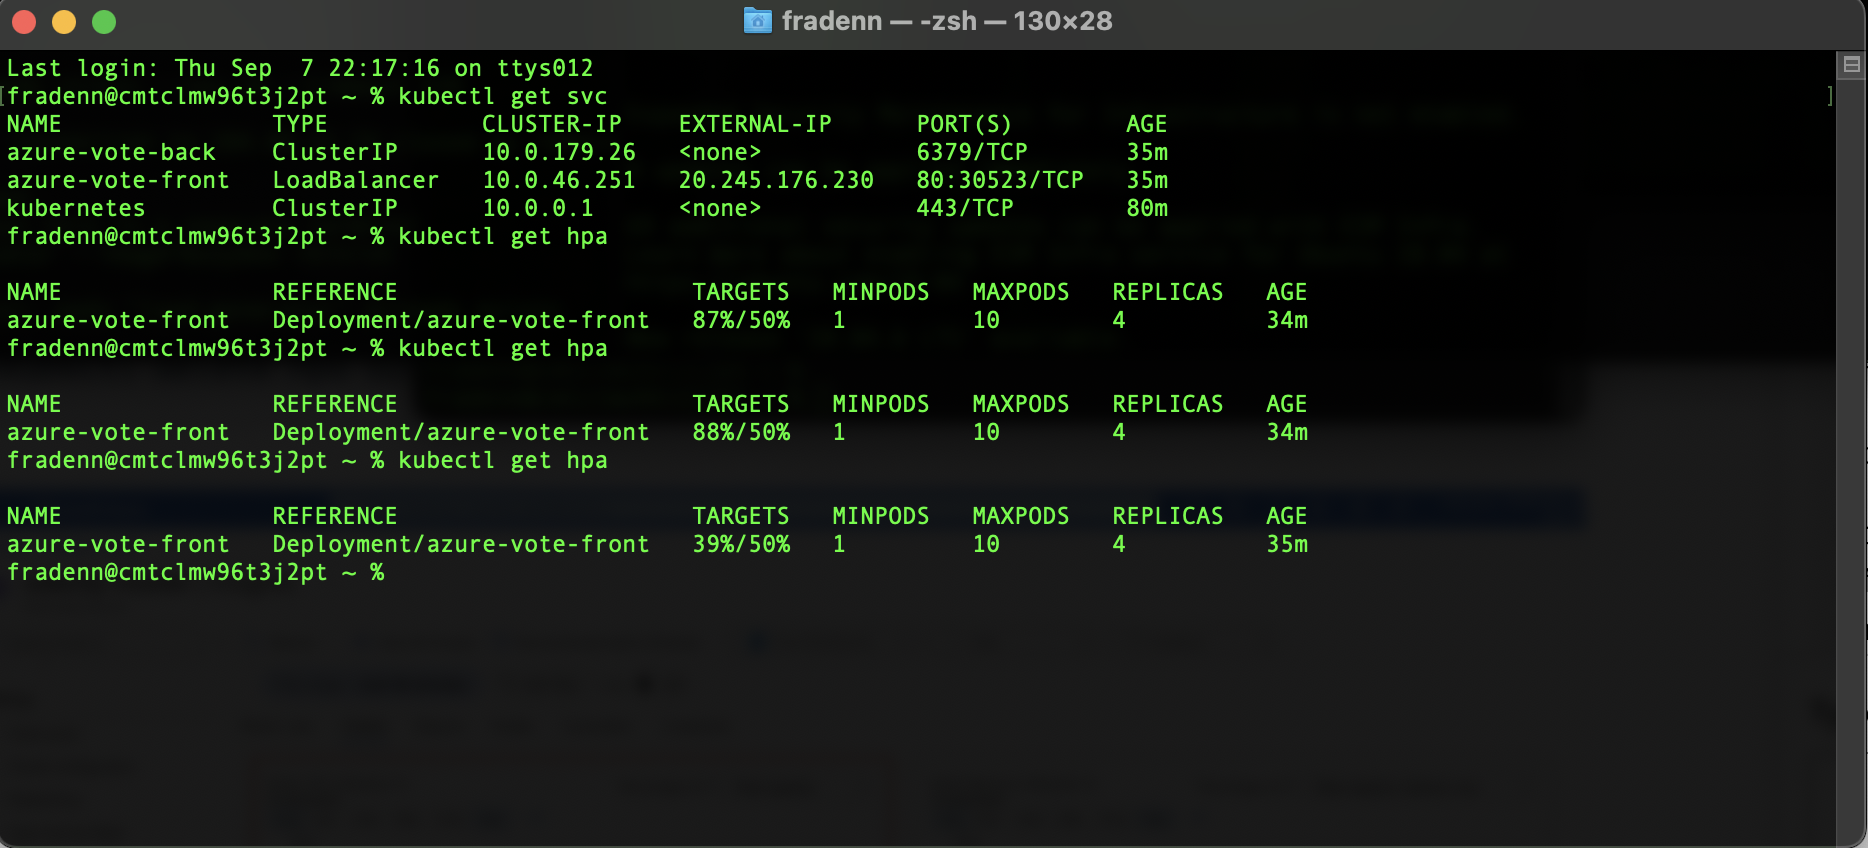 fradenn — -zsh — 130×28
Last login: Thu Sep  7 22:17:16 on ttys012
[fradenn@cmtclmw96t3j2pt ~ % kubectl get svc ]
NAME               TYPE           CLUSTER-IP    EXTERNAL-IP      PORT(S)        AGE
azure-vote-back    ClusterIP      10.0.179.26   <none>           6379/TCP       35m
azure-vote-front   LoadBalancer   10.0.46.251   20.245.176.230   80:30523/TCP   35m
kubernetes         ClusterIP      10.0.0.1      <none>           443/TCP        80m
fradenn@cmtclmw96t3j2pt ~ % kubectl get hpa
NAME               REFERENCE                     TARGETS   MINPODS   MAXPODS   REPLICAS   AGE
azure-vote-front   Deployment/azure-vote-front   87%/50%   1         10        4          34m
fradenn@cmtclmw96t3j2pt ~ % kubectl get hpa
NAME               REFERENCE                     TARGETS   MINPODS   MAXPODS   REPLICAS   AGE
azure-vote-front   Deployment/azure-vote-front   88%/50%   1         10        4          34m
fradenn@cmtclmw96t3j2pt ~ % kubectl get hpa
NAME               REFERENCE                     TARGETS   MINPODS   MAXPODS   REPLICAS   AGE
azure-vote-front   Deployment/azure-vote-front   39%/50%   1         10        4          35m
fradenn@cmtclmw96t3j2pt ~ %